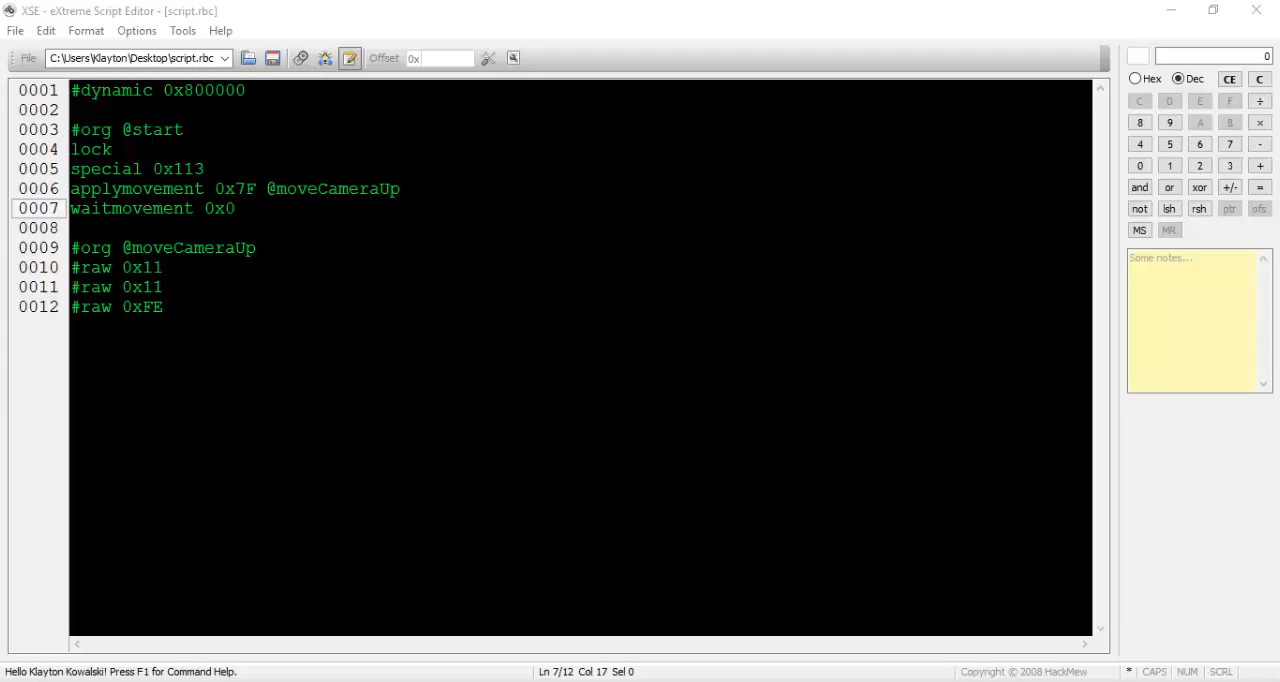 XSE - eXtreme Script Editor - [script.rbc]
File Edit Format Options Tools Help
File C:\Users\Klayton\Desktop\script.rbc Offset 0x
0
Hex Dec CE C
C D E F ÷
8 9 A B ×
4 5 6 7 -
0 1 2 3 +
and or xor +/- =
not lsh rsh ptr ofs
MS MR
Some notes...
0001 #dynamic 0x800000
0002
0003 #org @start
0004 lock
0005 special 0x113
0006 applymovement 0x7F @moveCameraUp
0007 waitmovement 0x0
0008
0009 #org @moveCameraUp
0010 #raw 0x11
0011 #raw 0x11
0012 #raw 0xFE
Hello Klayton Kowalski! Press F1 for Command Help. Ln 7/12 Col 17 Sel 0 Copyright © 2008 HackMew * CAPS NUM SCRL